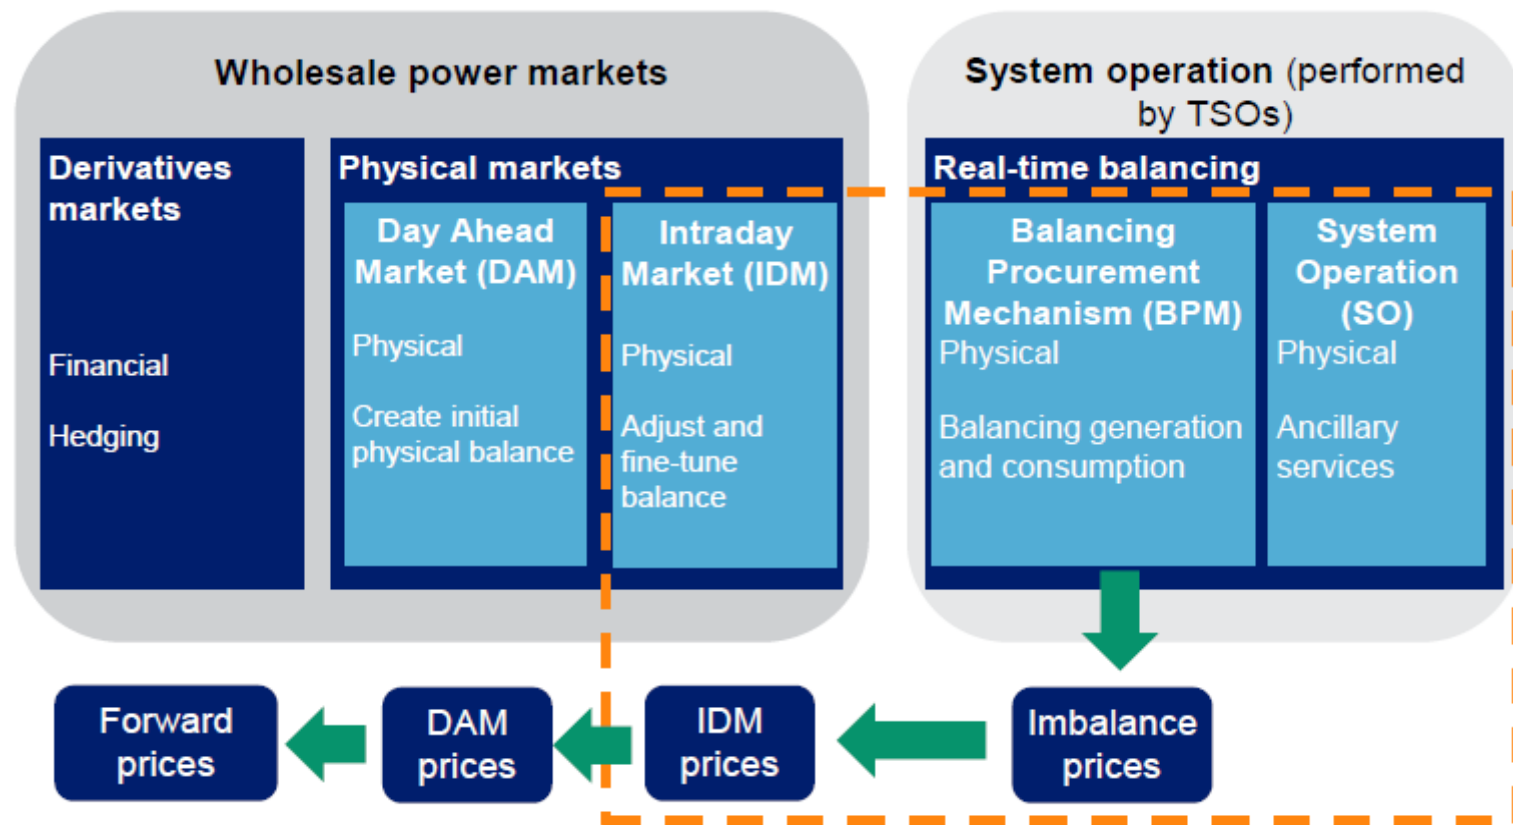 Wholesale power markets
Derivatives
markets
Financial
Hedging
Physical markets
Day Ahead
Market (DAM)
Physical
Create initial
physical balance
Intraday
Market (IDM)
Physical
Adjust and
fine-tune
balance
System operation (performed
by TSOs)
Real-time balancing
Balancing
Procurement
Mechanism (BPM)
Physical
Balancing generation
and consumption
System
Operation
(SO)
Physical
Ancillary
services
Forward
prices
DAM
prices
IDM
prices
Imbalance
prices